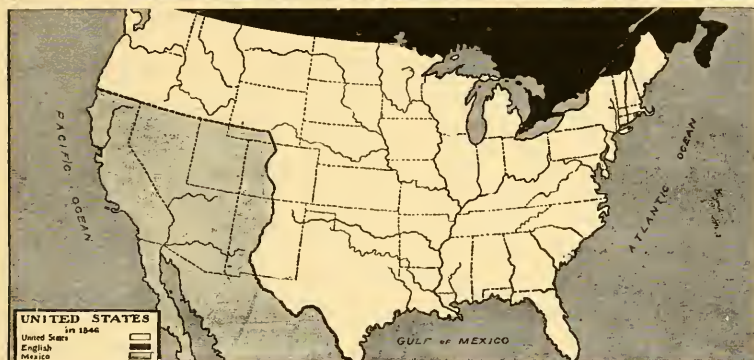 PACIFIC OCEAN
ATLANTIC OCEAN
GULF OF MEXICO
UNITED STATES
in 1846
United States
English
Mexico